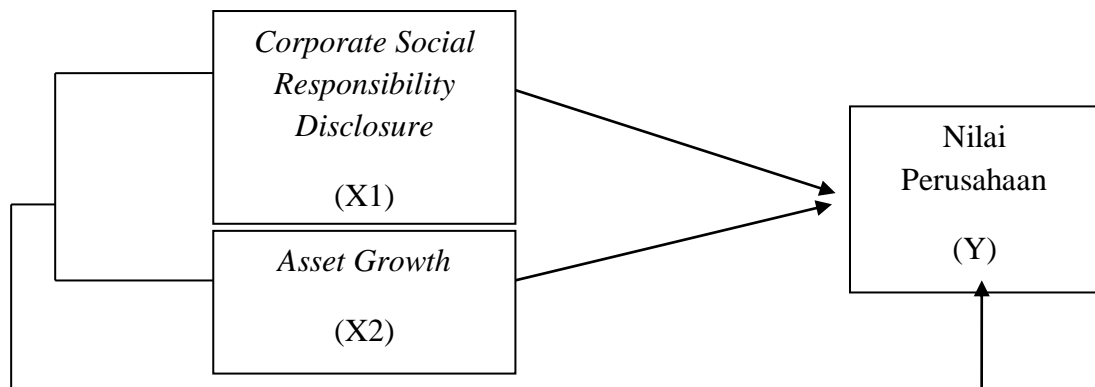 Corporate Social
Responsibility
Disclosure
(X1)
Asset Growth
(X2)
Nilai
Perusahaan
(Y)